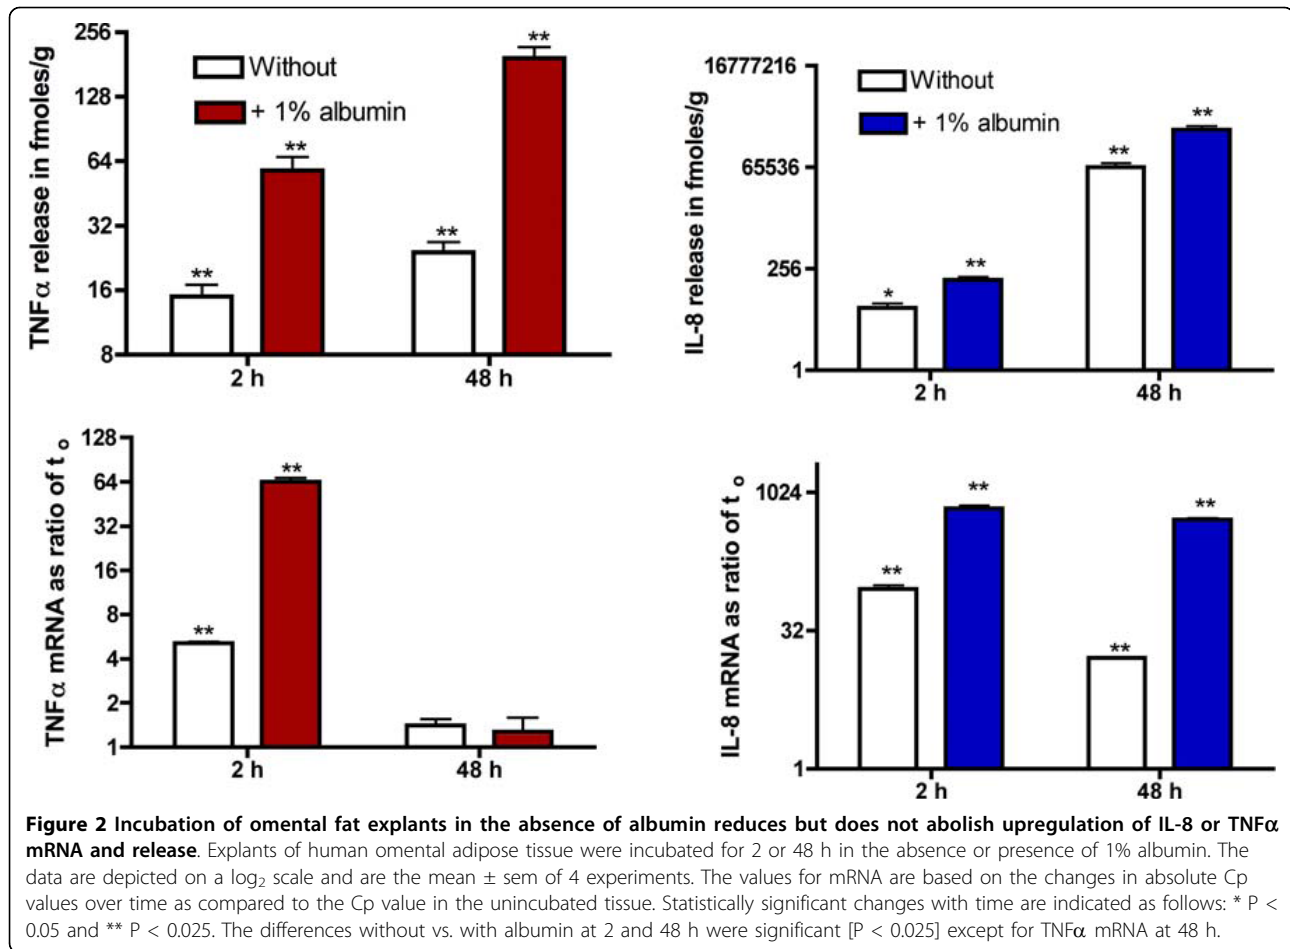 256
128
64
32
16
8
TNFα release in fmoles/g
Without
+ 1% albumin
**
**
**
**
2 h
48 h
16777216
65536
256
1
IL-8 release in fmoles/g
Without
+ 1% albumin
*
**
**
**
2 h
48 h
128
64
32
16
8
4
2
1
TNFα mRNA as ratio of t o
**
**
2 h
48 h
1024
32
1
IL-8 mRNA as ratio of t o
**
**
**
**
2 h
48 h
Figure 2 Incubation of omental fat explants in the absence of albumin reduces but does not abolish upregulation of IL-8 or TNFα
mRNA and release. Explants of human omental adipose tissue were incubated for 2 or 48 h in the absence or presence of 1% albumin. The
data are depicted on a log₂ scale and are the mean ± sem of 4 experiments. The values for mRNA are based on the changes in absolute Cp
values over time as compared to the Cp value in the unincubated tissue. Statistically significant changes with time are indicated as follows: * P <
0.05 and ** P < 0.025. The differences without vs. with albumin at 2 and 48 h were significant [P < 0.025] except for TNFα mRNA at 48 h.